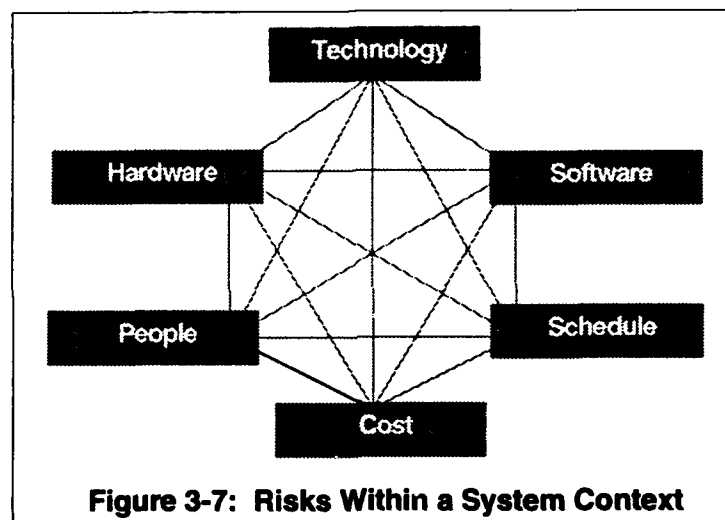 Technology
Hardware
Software
People
Schedule
Cost
Figure 3-7: Risks Within a System Context